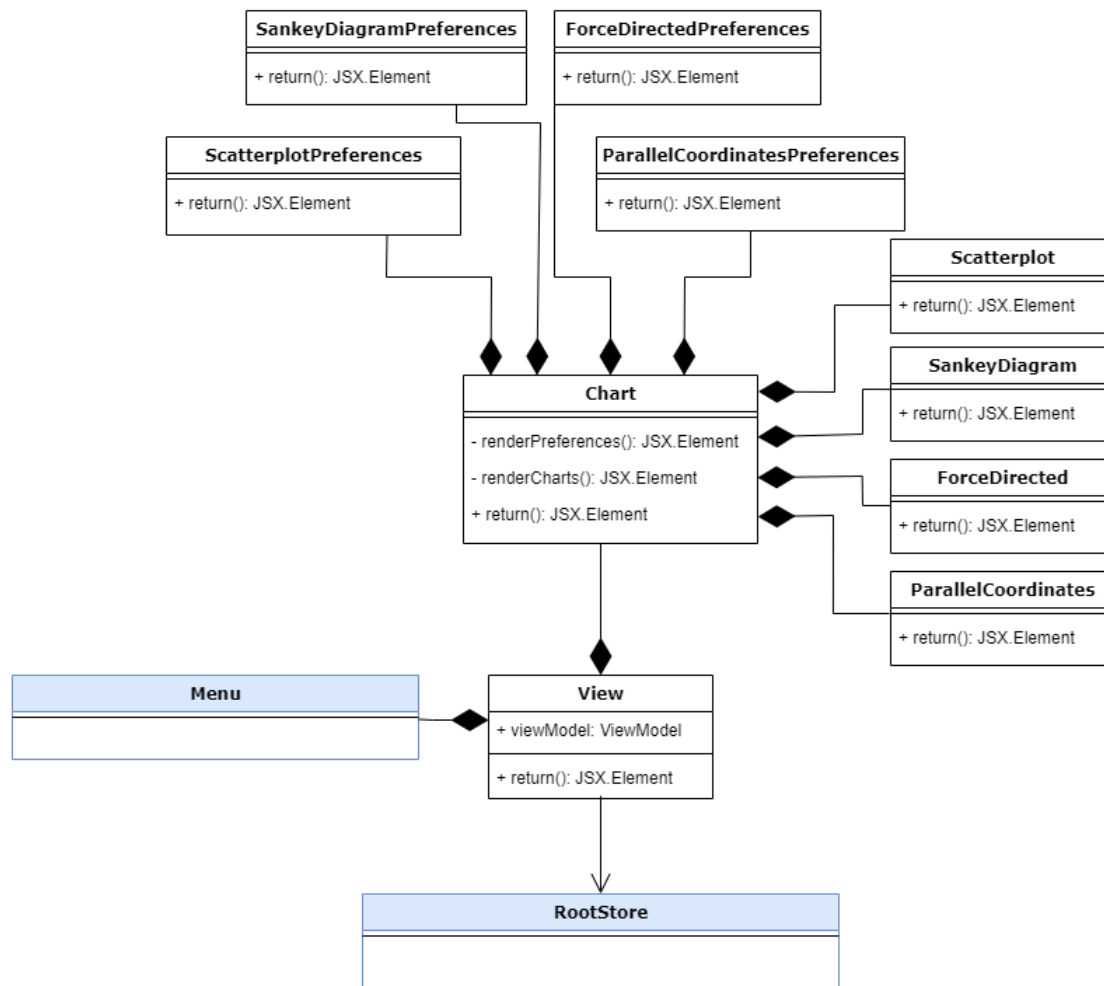 SankeyDiagramPreferences
+ return(): JSX.Element
ForceDirectedPreferences
+ return(): JSX.Element
ScatterplotPreferences
+ return(): JSX.Element
ParallelCoordinatesPreferences
+ return(): JSX.Element
Scatterplot
+ return(): JSX.Element
SankeyDiagram
+ return(): JSX.Element
Chart
- renderPreferences(): JSX.Element
- renderCharts(): JSX.Element
+ return(): JSX.Element
ForceDirected
+ return(): JSX.Element
ParallelCoordinates
+ return(): JSX.Element
Menu
View
+ viewModel: ViewModel
+ return(): JSX.Element
RootStore